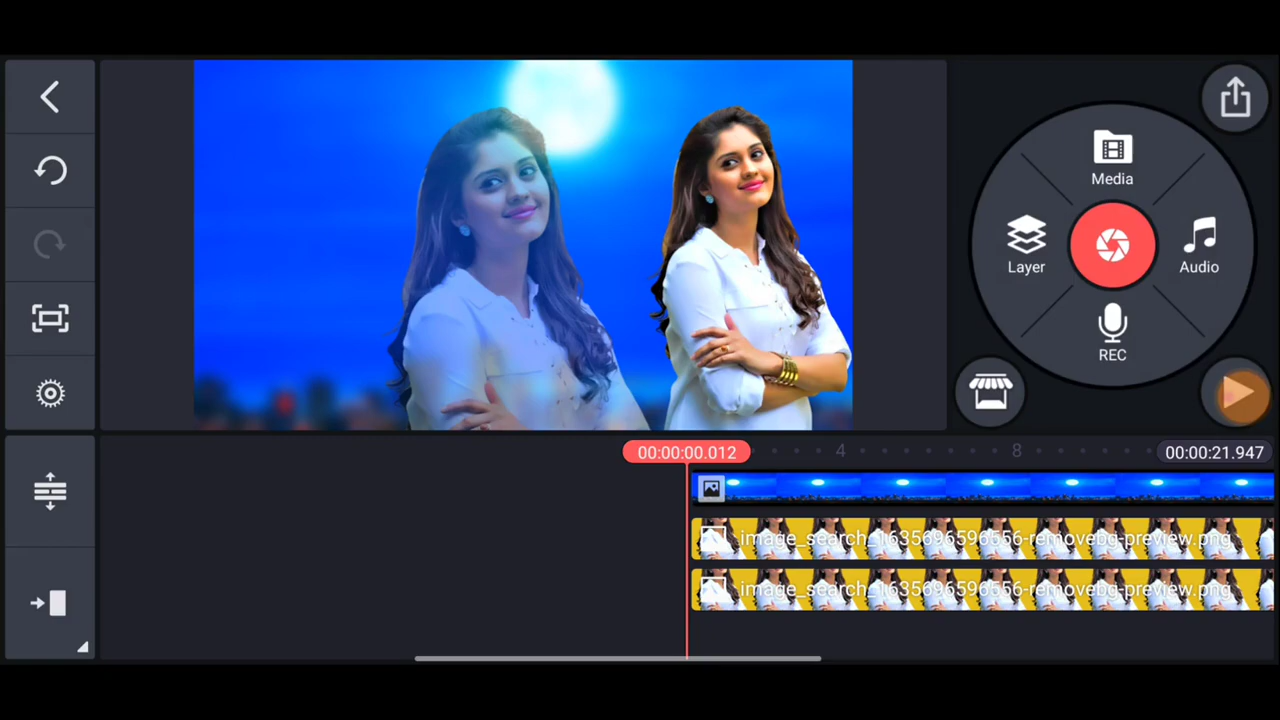 Media
Layer
Audio
REC
00:00:00.012
4
8
00:00:21.947
image_search_1635696596556-removebg-preview.png
image_search_1635696596556-removebg-preview.png